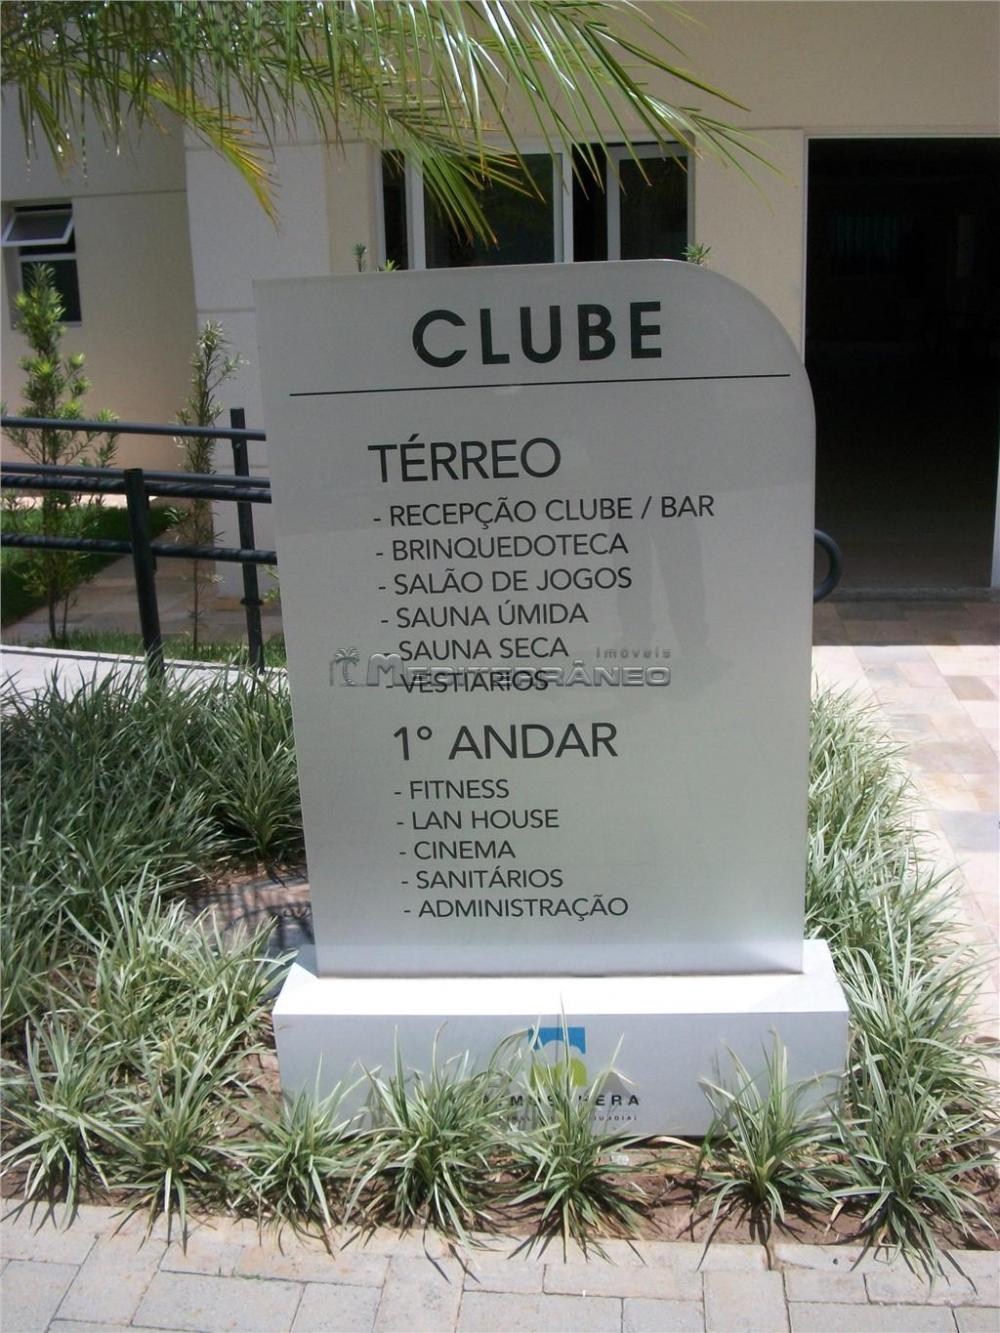 CLUBE
TÉRREO
- RECEPÇÃO CLUBE / BAR
- BRINQUEDOTECA
- SALÃO DE JOGOS
- SAUNA ÚMIDA
- SAUNA SECA
imóveis
MEDITERRÂNEO
- VESTIÁRIOS
1° ANDAR
- FITNESS
- LAN HOUSE
- CINEMA
- SANITÁRIOS
- ADMINISTRAÇÃO